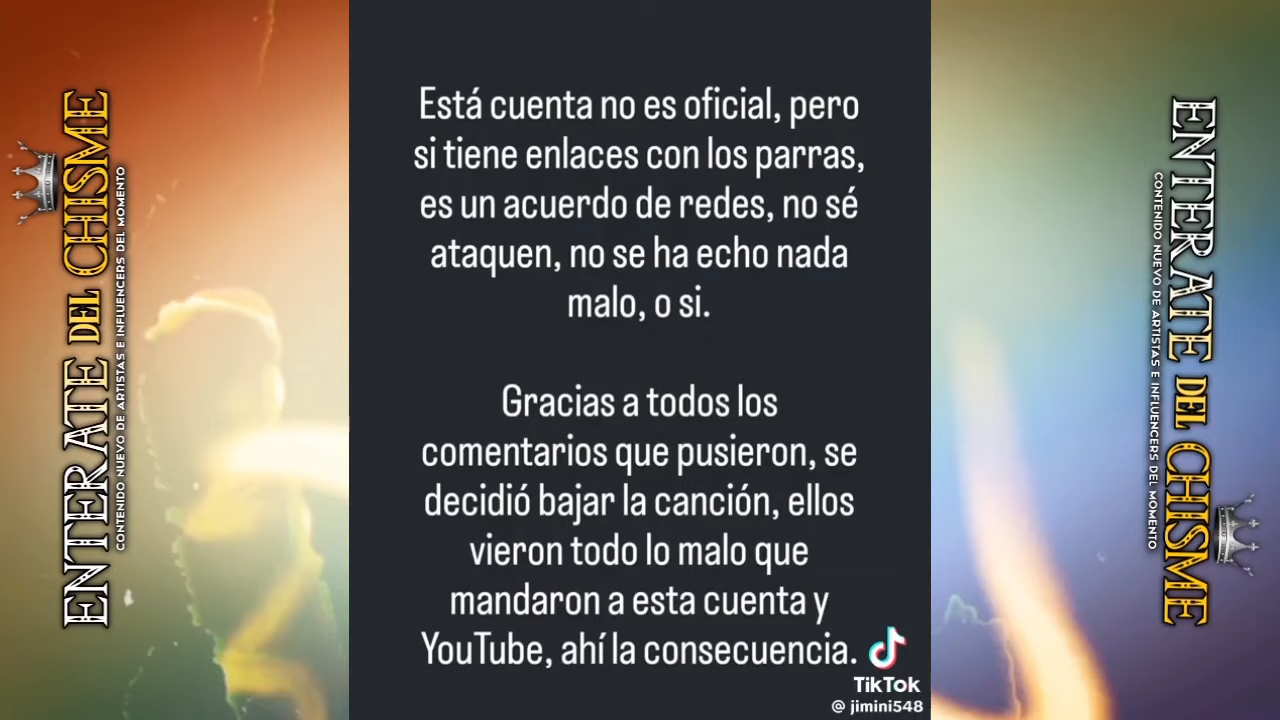 ENTERATE DEL CHISME
CONTENIDO NUEVO DE ARTISTAS E INFLUENCERS DEL MOMENTO
Está cuenta no es oficial, pero
si tiene enlaces con los parras,
es un acuerdo de redes, no sé
ataquen, no se ha echo nada
malo, o si.
Gracias a todos los
comentarios que pusieron, se
decidió bajar la canción, ellos
vieron todo lo malo que
mandaron a esta cuenta y
YouTube, ahí la consecuencia.
TikTok
@ jimini548
ENTERATE DEL CHISME
CONTENIDO NUEVO DE ARTISTAS E INFLUENCERS DEL MOMENTO